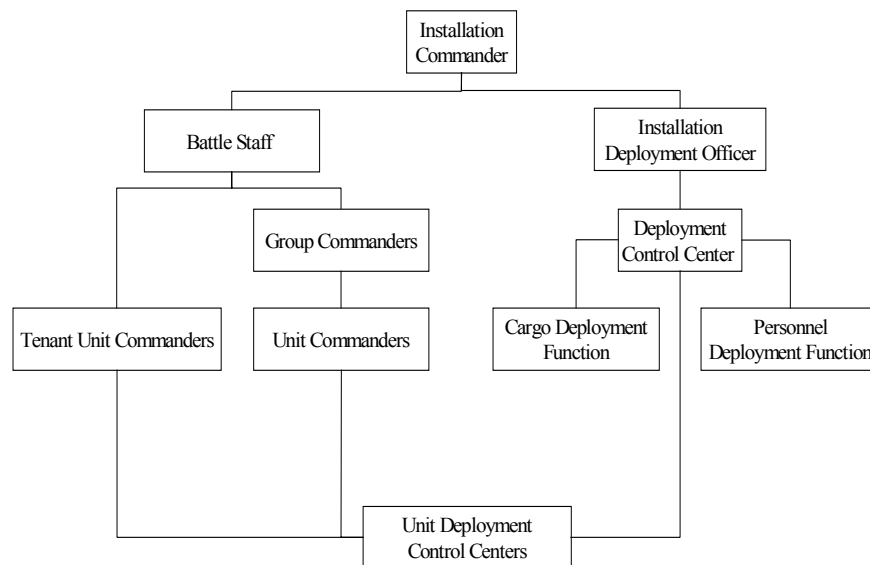 Installation
Commander
Battle Staff
Installation
Deployment Officer
Group Commanders
Deployment
Control Center
Tenant Unit Commanders
Unit Commanders
Cargo Deployment
Function
Personnel
Deployment Function
Unit Deployment
Control Centers